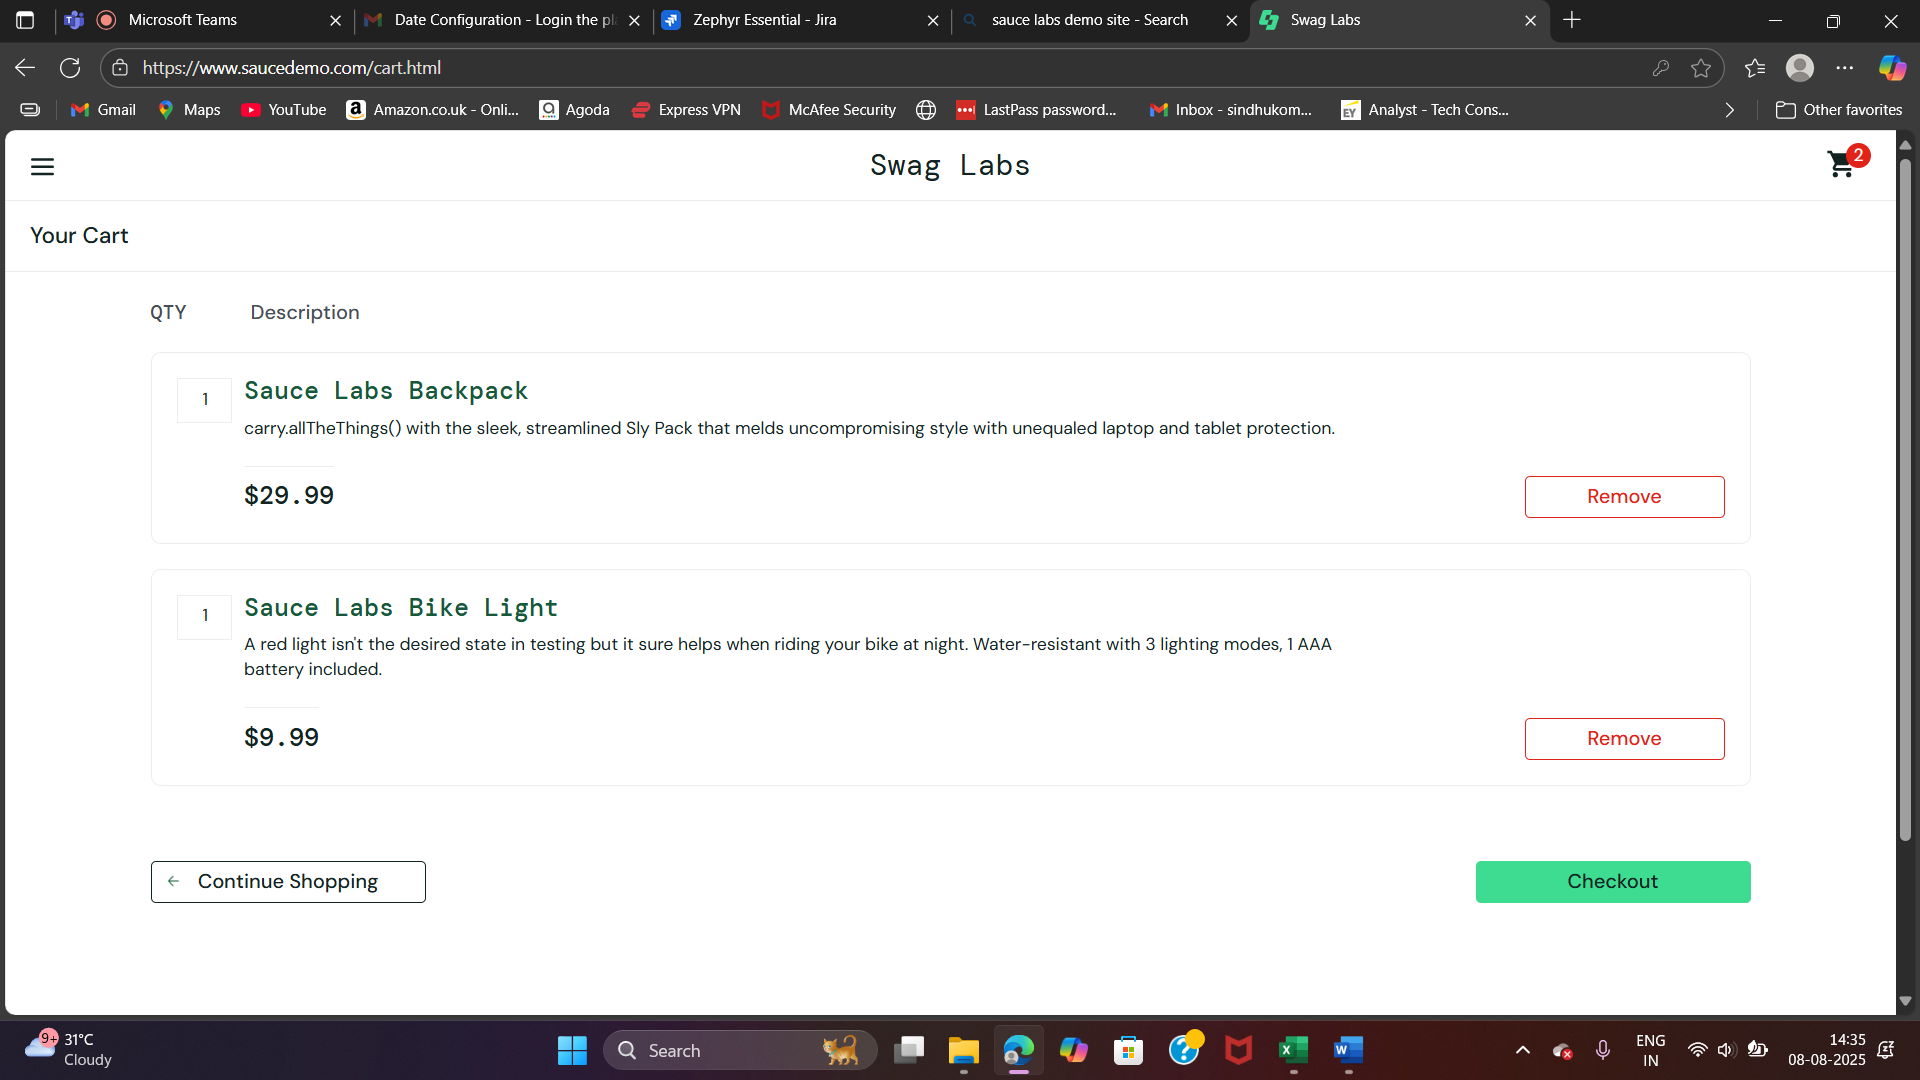 Microsoft Teams
Date Configuration - Login the pl
Zephyr Essential - Jira
sauce labs demo site - Search
Swag Labs
https://www.saucedemo.com/cart.html
Gmail
Maps
YouTube
Amazon.co.uk - Onli...
Agoda
Express VPN
McAfee Security
LastPass password...
Inbox - sindhukom...
EY
Analyst - Tech Cons...
Other favorites
Swag Labs
2
Your Cart
QTY Description
1
Sauce Labs Backpack
carry.allTheThings() with the sleek, streamlined Sly Pack that melds uncompromising style with unequaled laptop and tablet protection.
$29.99
Remove
1
Sauce Labs Bike Light
A red light isn't the desired state in testing but it sure helps when riding your bike at night. Water-resistant with 3 lighting modes, 1 AAA
battery included.
$9.99
Remove
Continue Shopping
Checkout
9+
31°C
Cloudy
Search
ENG
IN
14:35
08-08-2025